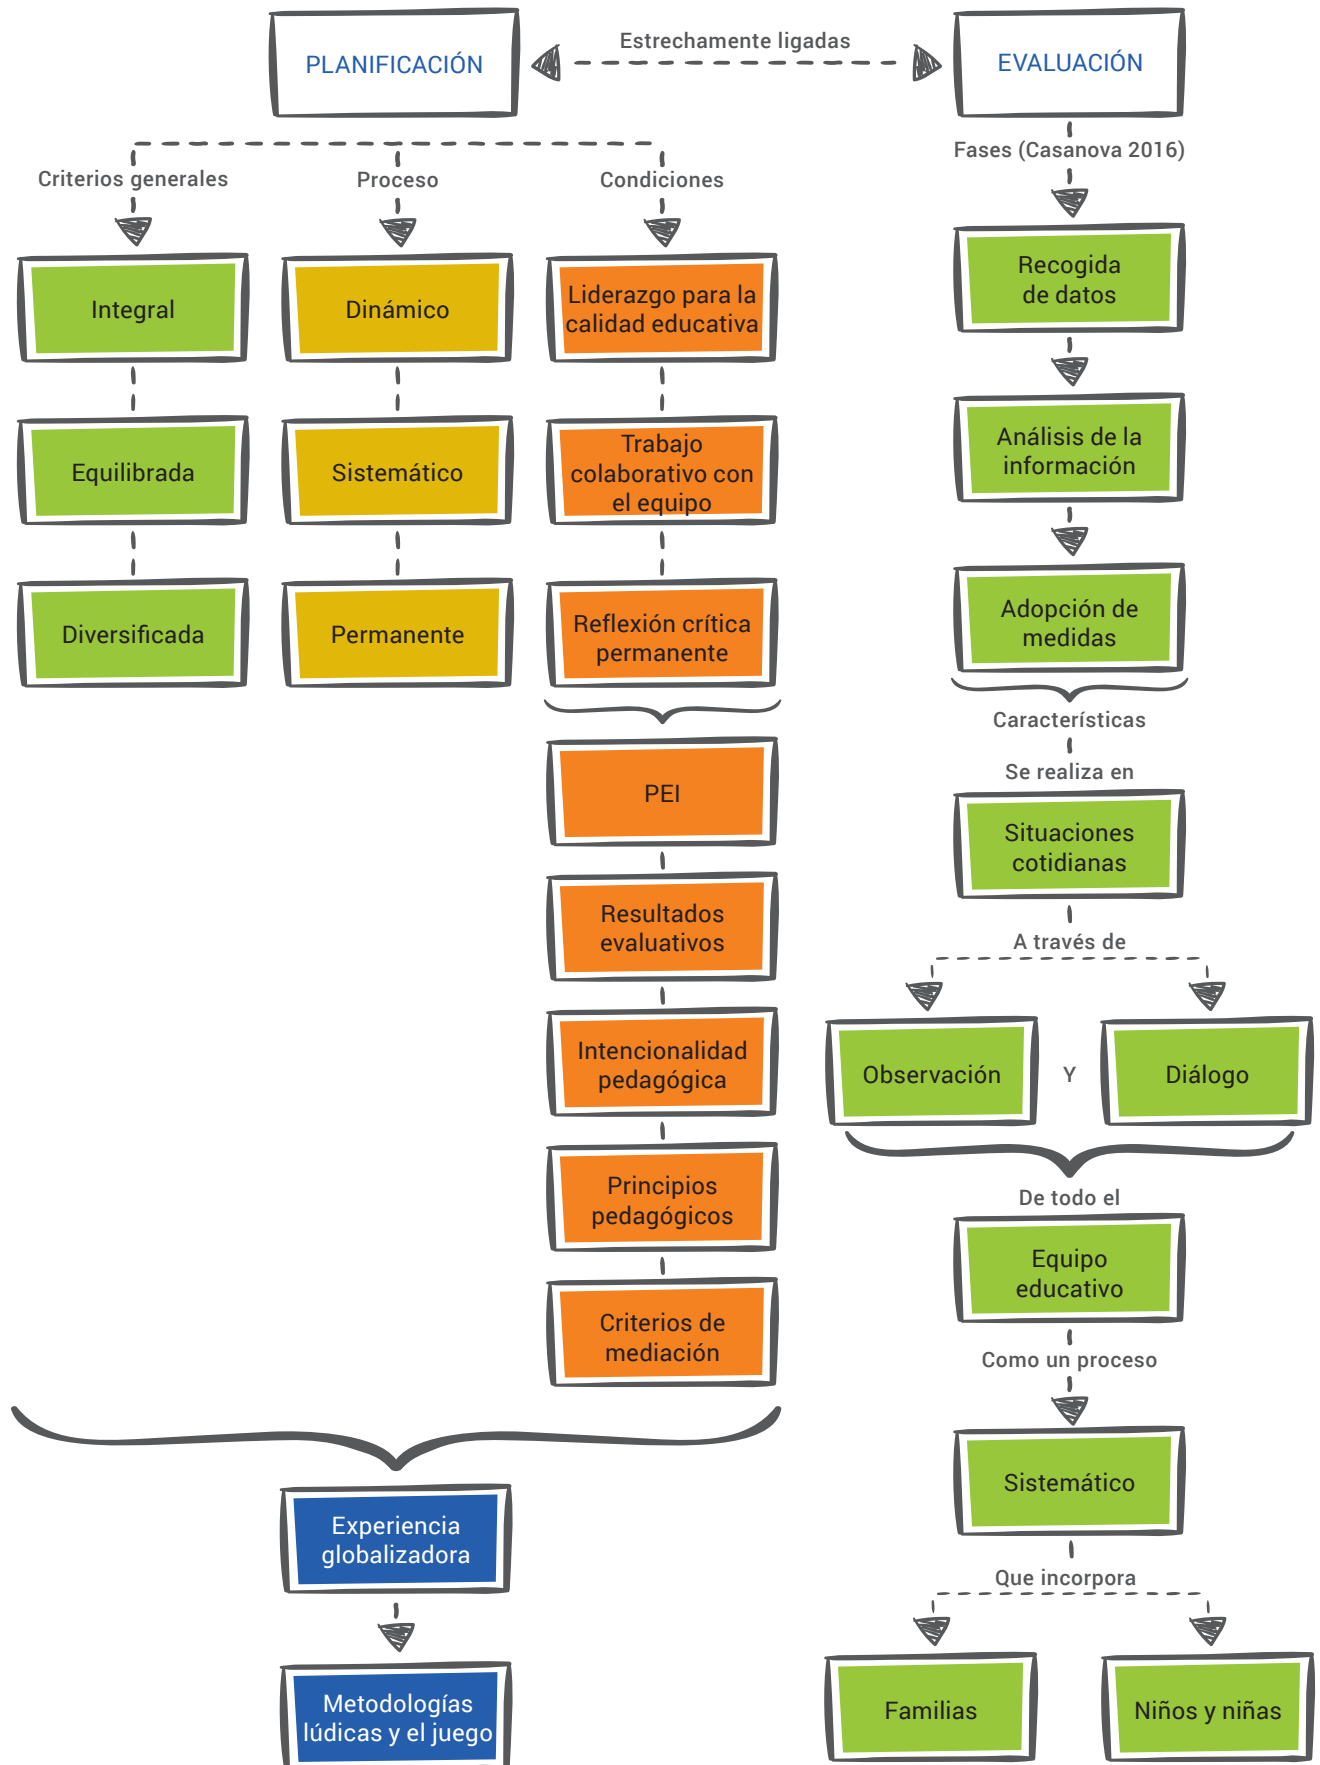 PLANIFICACIÓN
Estrechamente ligadas
EVALUACIÓN
Criterios generales
Proceso
Condiciones
Integral
Equilibrada
Diversificada
Dinámico
Sistemático
Permanente
Liderazgo para la
calidad educativa
Trabajo
colaborativo con
el equipo
Reflexión crítica
permanente
PEI
Resultados
evaluativos
Intencionalidad
pedagógica
Principios
pedagógicos
Criterios de
mediación
Experiencia
globalizadora
Metodologías
lúdicas y el juego
Fases (Casanova 2016)
Recogida
de datos
Análisis de la
información
Adopción de
medidas
Características
Se realiza en
Situaciones
cotidianas
A través de
Observación
Y
Diálogo
De todo el
Equipo
educativo
Como un proceso
Sistemático
Que incorpora
Familias
Niños y niñas